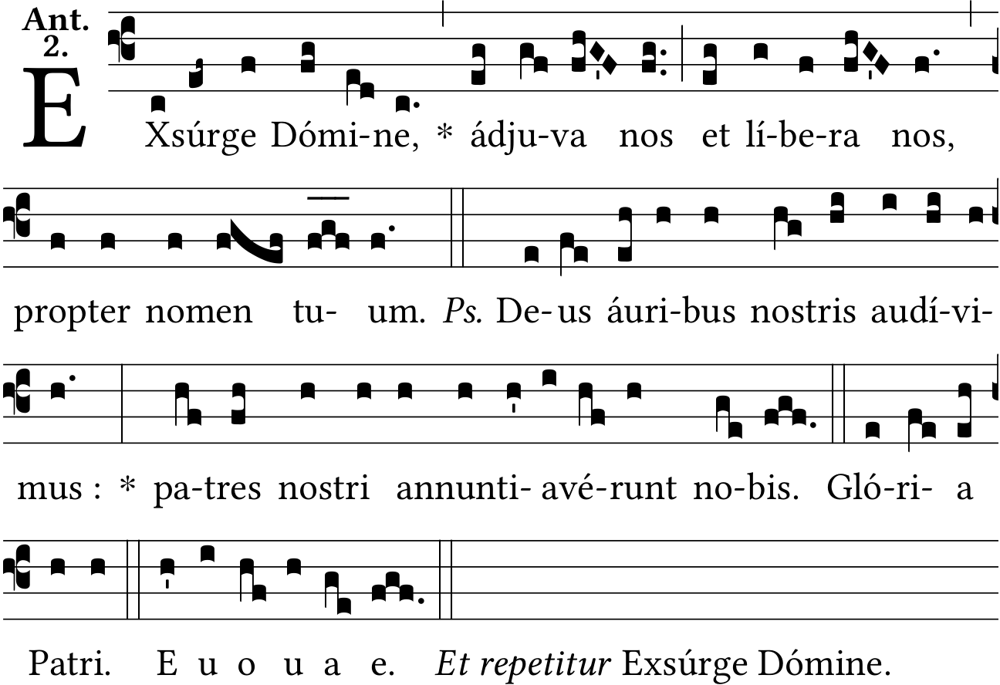 Ant.
2.
EXsúrge Dómi-ne, * ádju-va nos et lí-be-ra nos,
propter nomen tu- um. Ps. De-us áuri-bus nostris audí-vi-
mus : * pa-tres nostri annunti- avé-runt no-bis. Gló-ri- a
Patri. E u o u a e. Et repetitur Exsúrge Dómine.